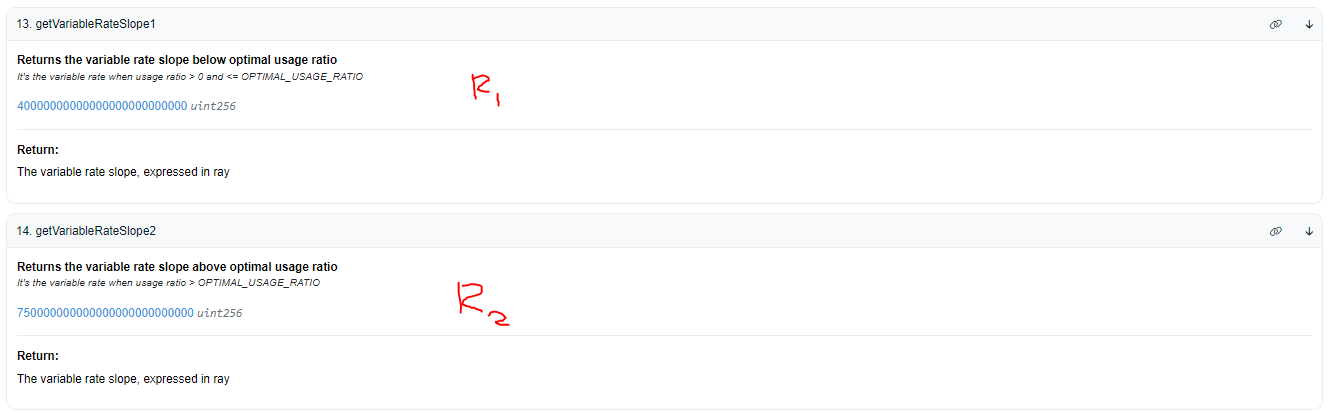 13. getVariableRateSlope1
Returns the variable rate slope below optimal usage ratio
It's the variable rate when usage ratio > 0 and <= OPTIMAL_USAGE_RATIO
R1
40000000000000000000000000 uint256
Return:
The variable rate slope, expressed in ray
14. getVariableRateSlope2
Returns the variable rate slope above optimal usage ratio
It's the variable rate when usage ratio > OPTIMAL_USAGE_RATIO
R2
750000000000000000000000000 uint256
Return:
The variable rate slope, expressed in ray